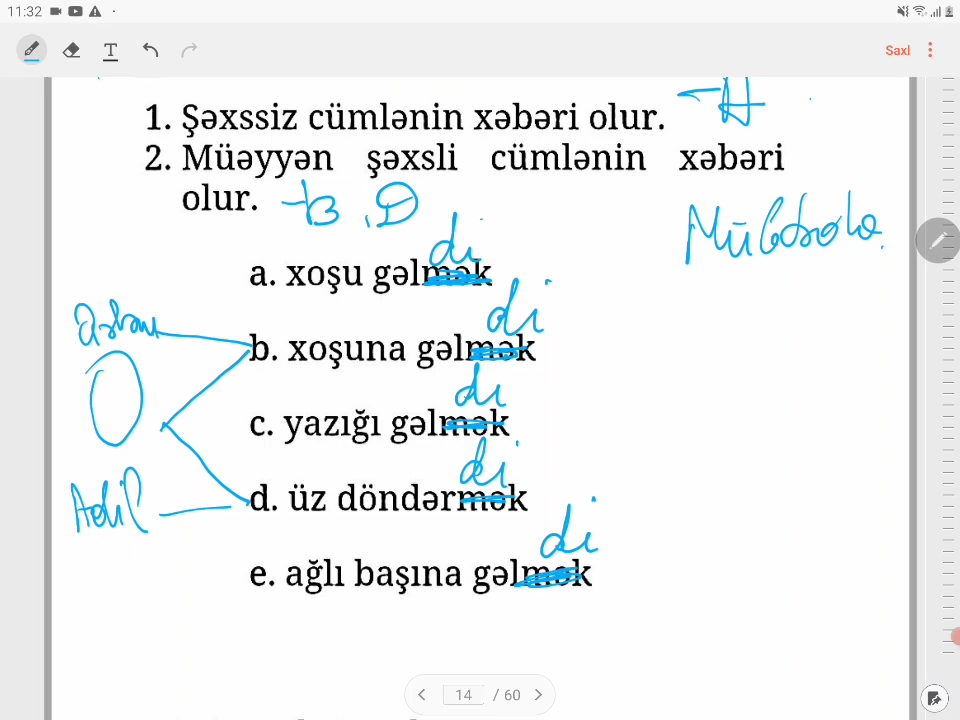 11:32
T
Saxl
1. Şəxssiz cümlənin xəbəri olur.
2. Müəyyən şəxsli cümlənin xəbəri
olur. B, D
di
a. xoşu gəlmək
di
b. xoşuna gəlmək
di
c. yazığı gəlmək
di
Adil
d. üz döndərmək
di
e. ağlı başına gəlmək
14 / 60